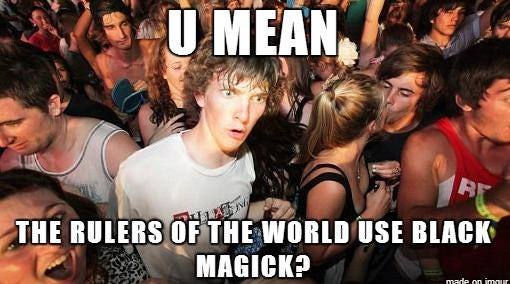 U MEAN
THE RULERS OF THE WORLD USE BLACK
MAGICK?
made on imgur